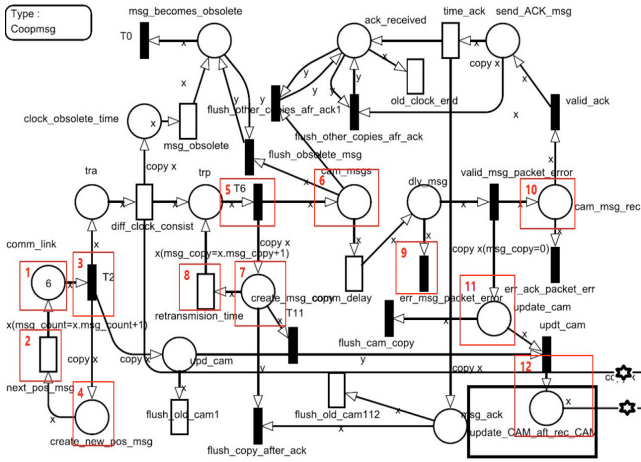 Type :
Coopmsg
msg_becomes_obsolete
ack_received
time_ack
send_ACK_msg
T0
x
x
x
copy x
y
y
y
y
y
y
x
flush_other_copies_afr_ack1
old_clock_end
valid_ack
clock_obsolete_time
x
msg_obsolete
flush_other_copies_afr_ack
copy x
flush_obsolete_msg
x
x
x
tra
trp
5
T6
6
cam_msgs
dly_msg
valid_msg_packet_error
10
x
x
x
x
x
x
cam_msg_rec
diff_clock_consist
comm_link
x(msg_copy=x.msg_copy+1)
copy x
x
x
9
copy x(msg_copy=0)
x
1
6
x
3
T2
8
7
x
create_msg_copy
comm_delay
err_msg_packet_error
11
err_ack_packet_err
update_cam
x(msg_count=x.msg_count+1)
retransmision_time
T11
x
x
x
flush_cam_copy
updt_cam
2
copy x
copy x
upd_cam
y
y
12
next_pos_msg
4
x
x
flush_old_cam1
x
flush_old_cam112
x
copy x
msg_ack
x
create_new_pos_msg
flush_copy_after_ack
x
update_CAM_aft_rec_CAM